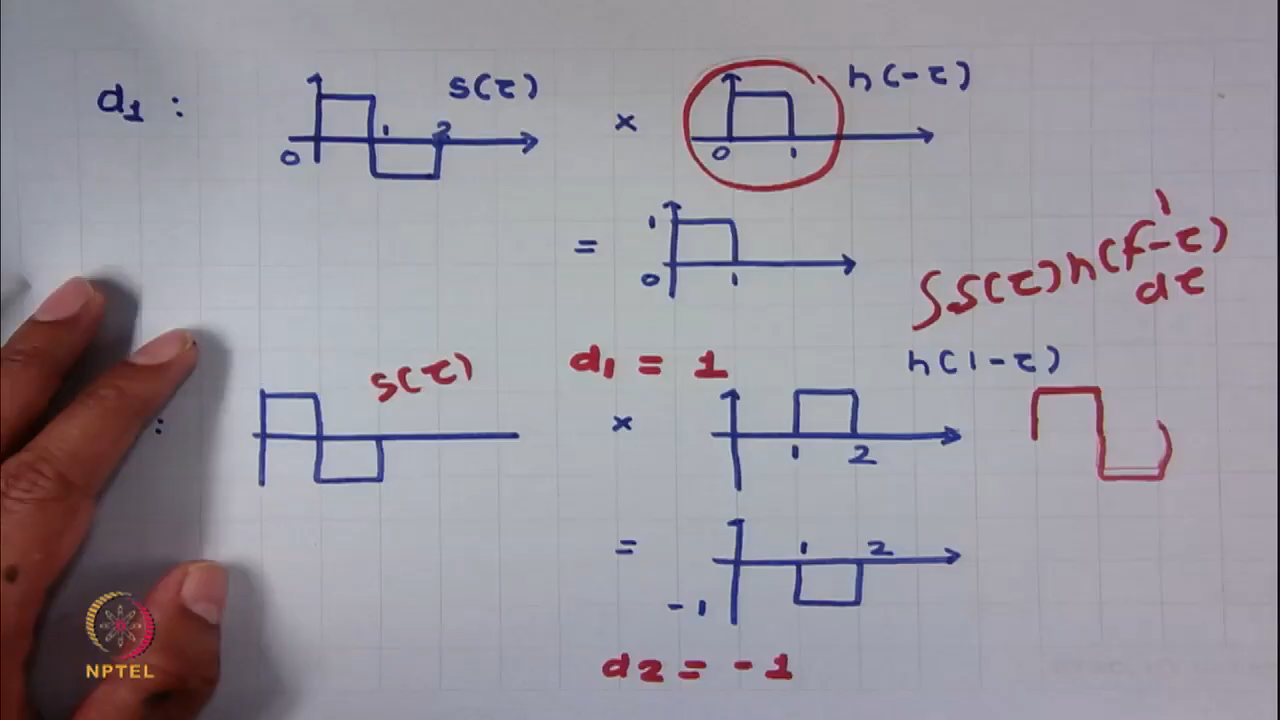 d1 : s(τ) × h(-τ)
0 1 2 0 1
= 1 0 1
∫s(τ)h(t-τ)dτ
1
d1 = 1
: s(τ) × h(1-τ)
1 2
= 1 2
-1
d2 = -1
NPTEL